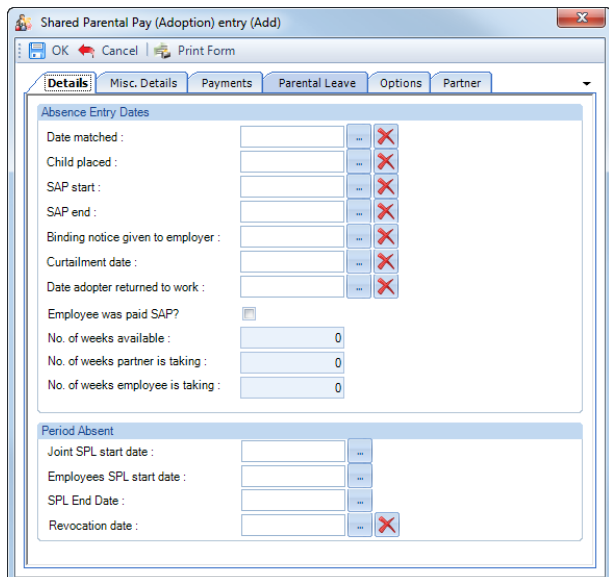 Shared Parental Pay (Adoption) entry (Add)
OK Cancel Print Form
Details Misc. Details Payments Parental Leave Options Partner
Absence Entry Dates
Date matched : ...
Child placed : ...
SAP start : ...
SAP end : ...
Binding notice given to employer : ...
Curtailment date : ...
Date adopter returned to work : ...
Employee was paid SAP?
No. of weeks available : 0
No. of weeks partner is taking : 0
No. of weeks employee is taking : 0
Period Absent
Joint SPL start date : ...
Employees SPL start date : ...
SPL End Date : ...
Revocation date : ...